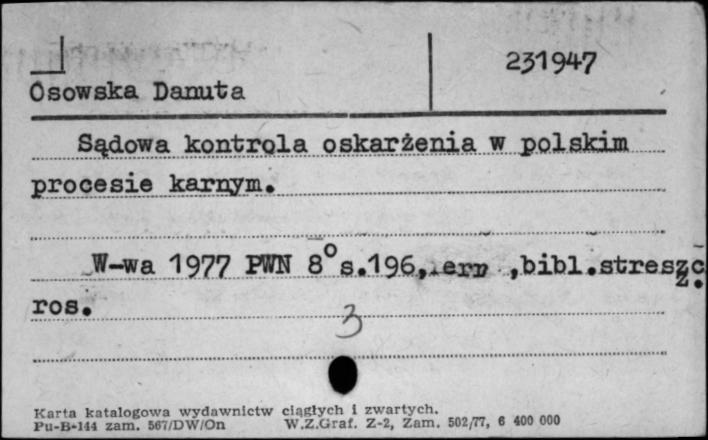 231947
Osowska Danuta
Sądowa kontrola oskarżenia w polskim
procesie karnym.
W-wa 1977 PWN 8° s.196, ,bibl.streszcz.
ros.
3
Karta katalogowa wydawnictw ciągłych i zwartych.
Pu-B-144 zam. 567/DW/On W.Z.Graf. Z-2, Zam. 502/77, 6 400 000